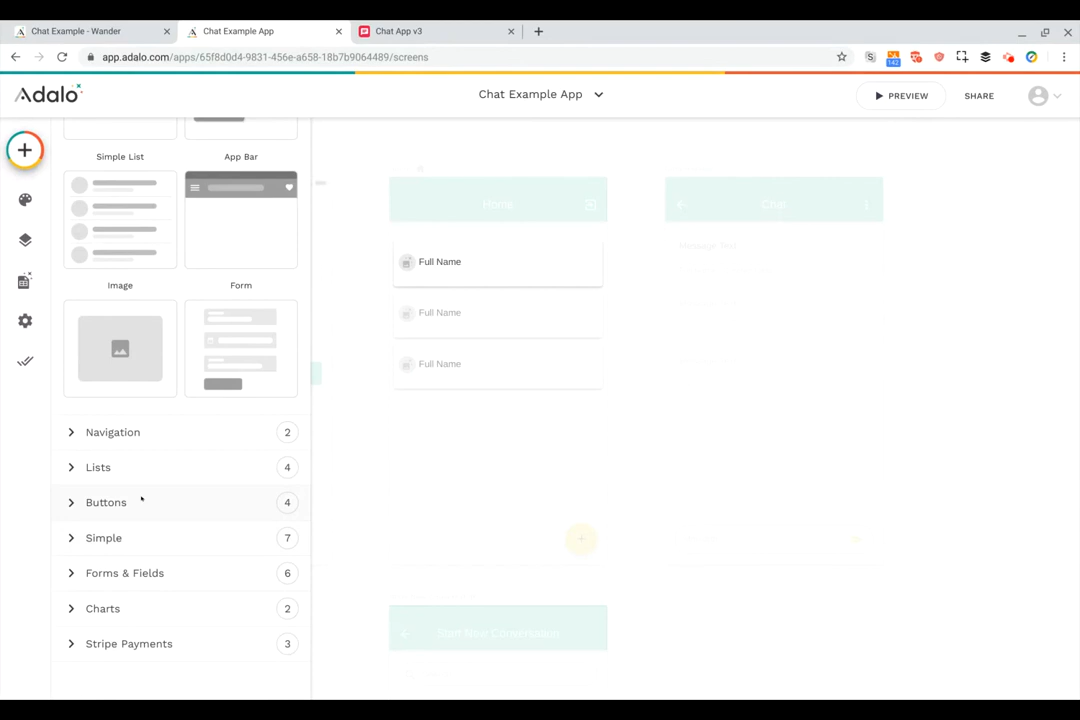 Chat Example - Wander
Chat Example App
Chat App v3
app.adalo.com/apps/65f8d0d4-9831-456e-a658-18b7b9064489/screens
142
Adalo
Chat Example App
PREVIEW
SHARE
Simple List
App Bar
Image
Form
Navigation
2
Lists
4
Buttons
4
Simple
7
Forms & Fields
6
Charts
2
Stripe Payments
3
Home
Full Name
Full Name
Full Name
Chat
Message Text
Start New Conversation